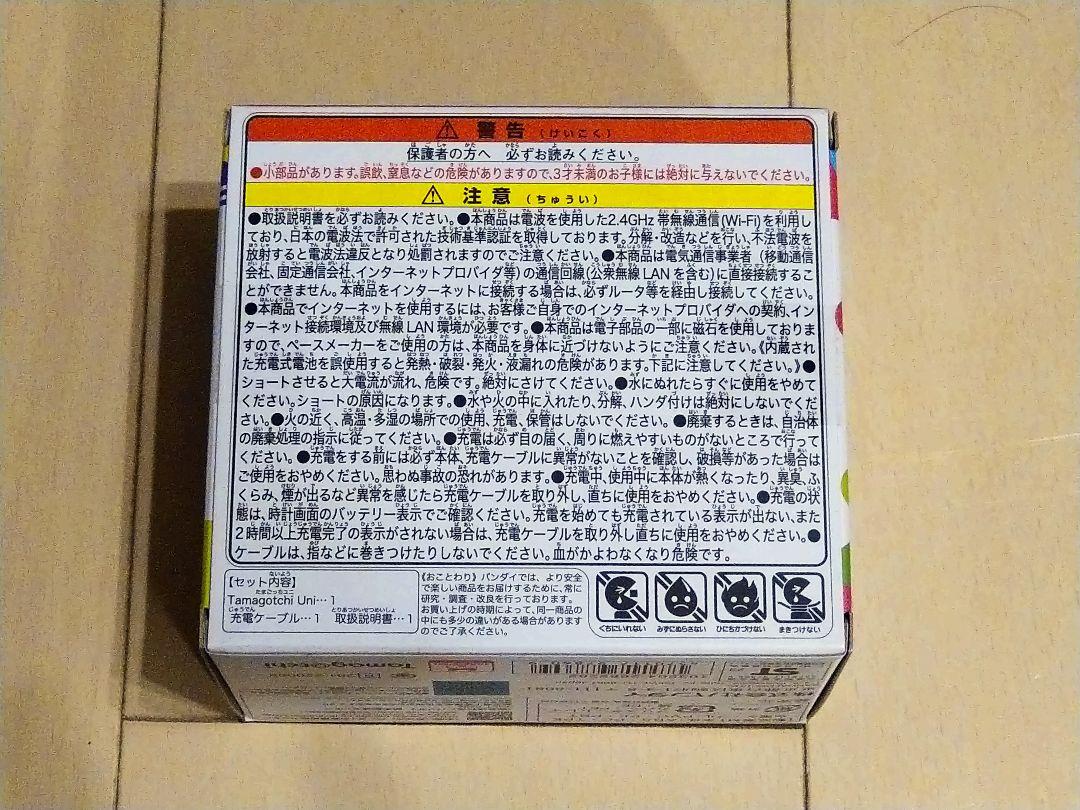 警告（けいこく）
保護者の方へ 必ずお読みください。
●小部品があります。誤飲、窒息などの危険がありますので、3才未満のお子様には絶対に与えないでください。
注意（ちゅうい）
●取扱説明書を必ずお読みください。●本商品は電波を使用した2.4GHz 帯無線通信(Wi-Fi)を利用し
ており、日本の電波法で許可された技術基準認証を取得しております。分解・改造などを行い、不法電波を
放射すると電波法違反となり処罰されますのでご注意ください。●本商品は電気通信事業者（移動通信
会社、固定通信会社、インターネットプロバイダ等）の通信回線(公衆無線 LAN を含む)に直接接続するこ
とができません。本商品をインターネットに接続する場合は、必ずルータ等を経由し接続してください。
●本商品でインターネットを使用するには、お客様ご自身でのインターネットプロバイダへの契約、イン
ターネット接続環境及び無線 LAN 環境が必要です。●本商品は電子部品の一部に磁石を使用しておりま
すので、ペースメーカーをご使用の方は、本商品を身体に近づけないようにご注意ください。《内蔵され
た充電式電池を誤使用すると発熱・破裂・発火・液漏れの危険があります。下記に注意してください。》●
ショートさせると大電流が流れ、危険です。絶対にさけてください。●水にぬれたらすぐに使用をやめて
ください。ショートの原因になります。●水や火の中に入れたり、分解、ハンダ付けは絶対にしないでくだ
さい。●火の近く、高温・多湿の場所での使用、充電、保管はしないでください。●廃棄するときは、自治体
の廃棄処理の指示に従ってください。●充電は必ず目の届く、周りに燃えやすいものがないところで行って
ください。●充電をする前には必ず本体、充電ケーブルに異常がないことを確認し、破損等があった場合は
ご使用をおやめください。思わぬ事故の恐れがあります。●充電中、使用中に本体が熱くなったり、異臭、ふ
くらみ、煙が出るなど異常を感じたら充電ケーブルを取り外し、直ちに使用をおやめください。●充電の状
態は、時計画面のバッテリー表示でご確認ください。充電を始めても充電されている表示が出ない、また
2時間以上充電完了の表示がされない場合は、充電ケーブルを取り外し直ちに使用をおやめください。●
ケーブルは、指などに巻きつけたりしないでください。血がかよわなくなり危険です。
【セット内容】
Tamagotchi Uni…1
充電ケーブル…1 取扱説明書…1
《おことわり》バンダイでは、より安全
で楽しい商品をお届けするために、常に
研究・調査・改良を行っております。
お買い上げの時期によって、同一商品の
中にも多少の違いがある場合があります
のでご了承ください。
くちにいれない みずにぬらさない ひにちかづけない まきつけない
Tamagotchi